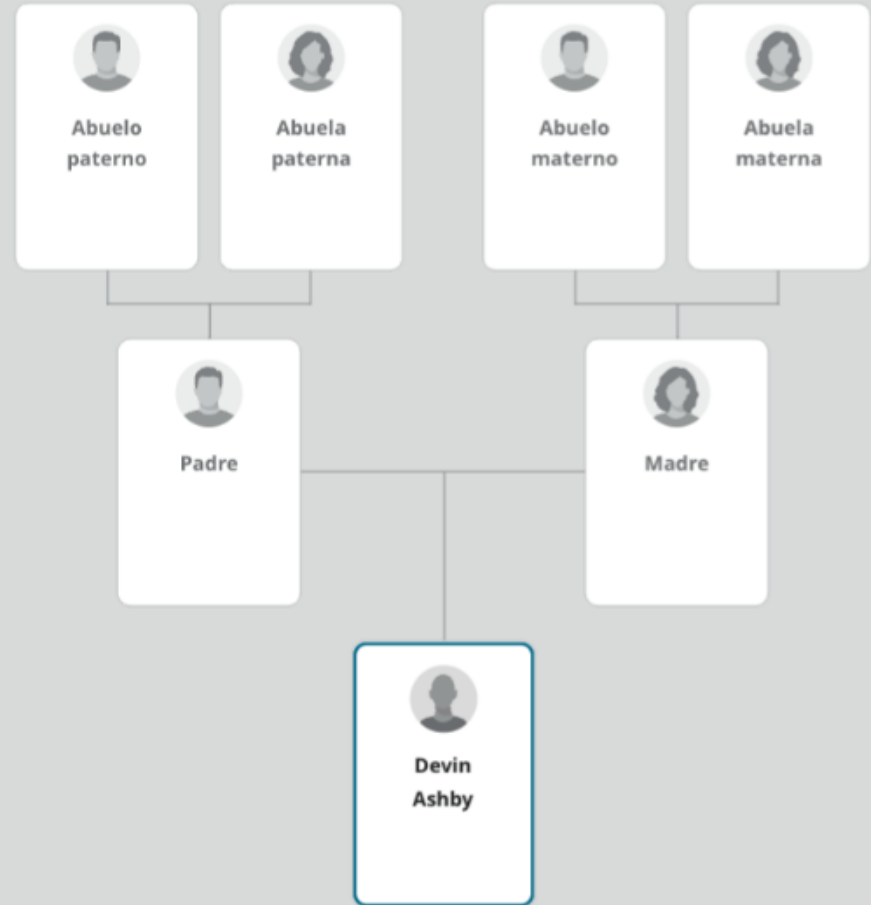 Abuelo
paterno
Abuela
paterna
Abuelo
materno
Abuela
materna
Padre
Madre
Devin
Ashby